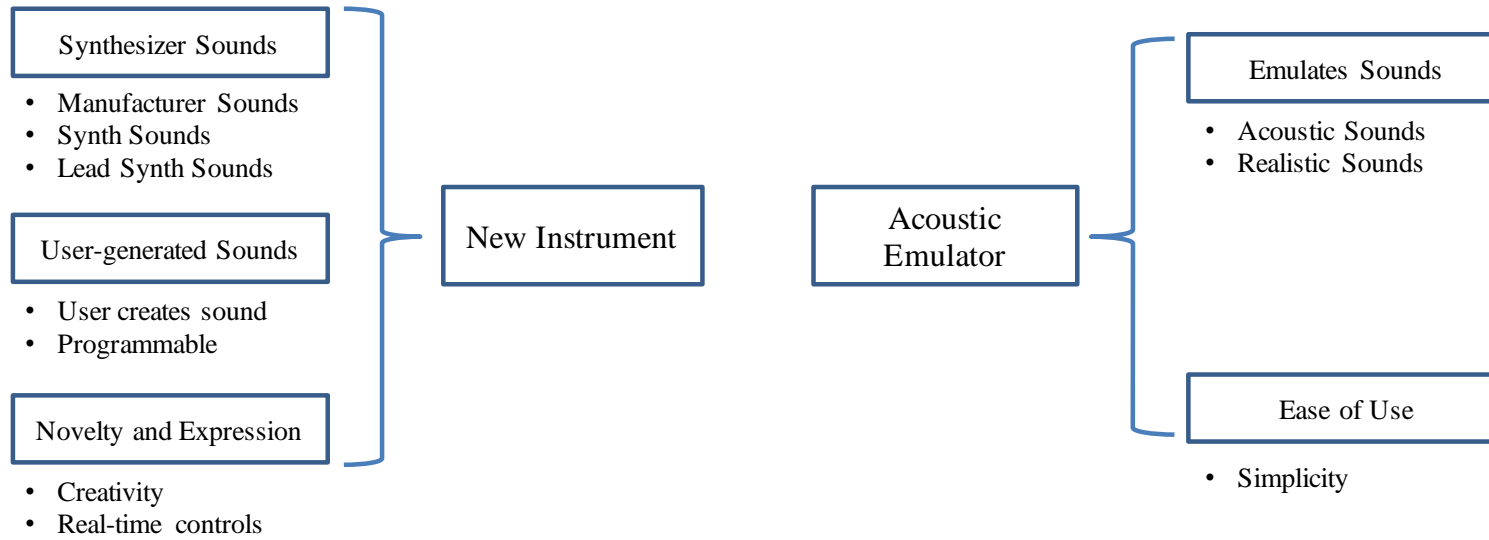 Synthesizer Sounds
• Manufacturer Sounds
• Synth Sounds
• Lead Synth Sounds
User-generated Sounds
• User creates sound
• Programmable
Novelty and Expression
• Creativity
• Real-time controls
New Instrument
Acoustic
Emulator
Emulates Sounds
• Acoustic Sounds
• Realistic Sounds
Ease of Use
• Simplicity